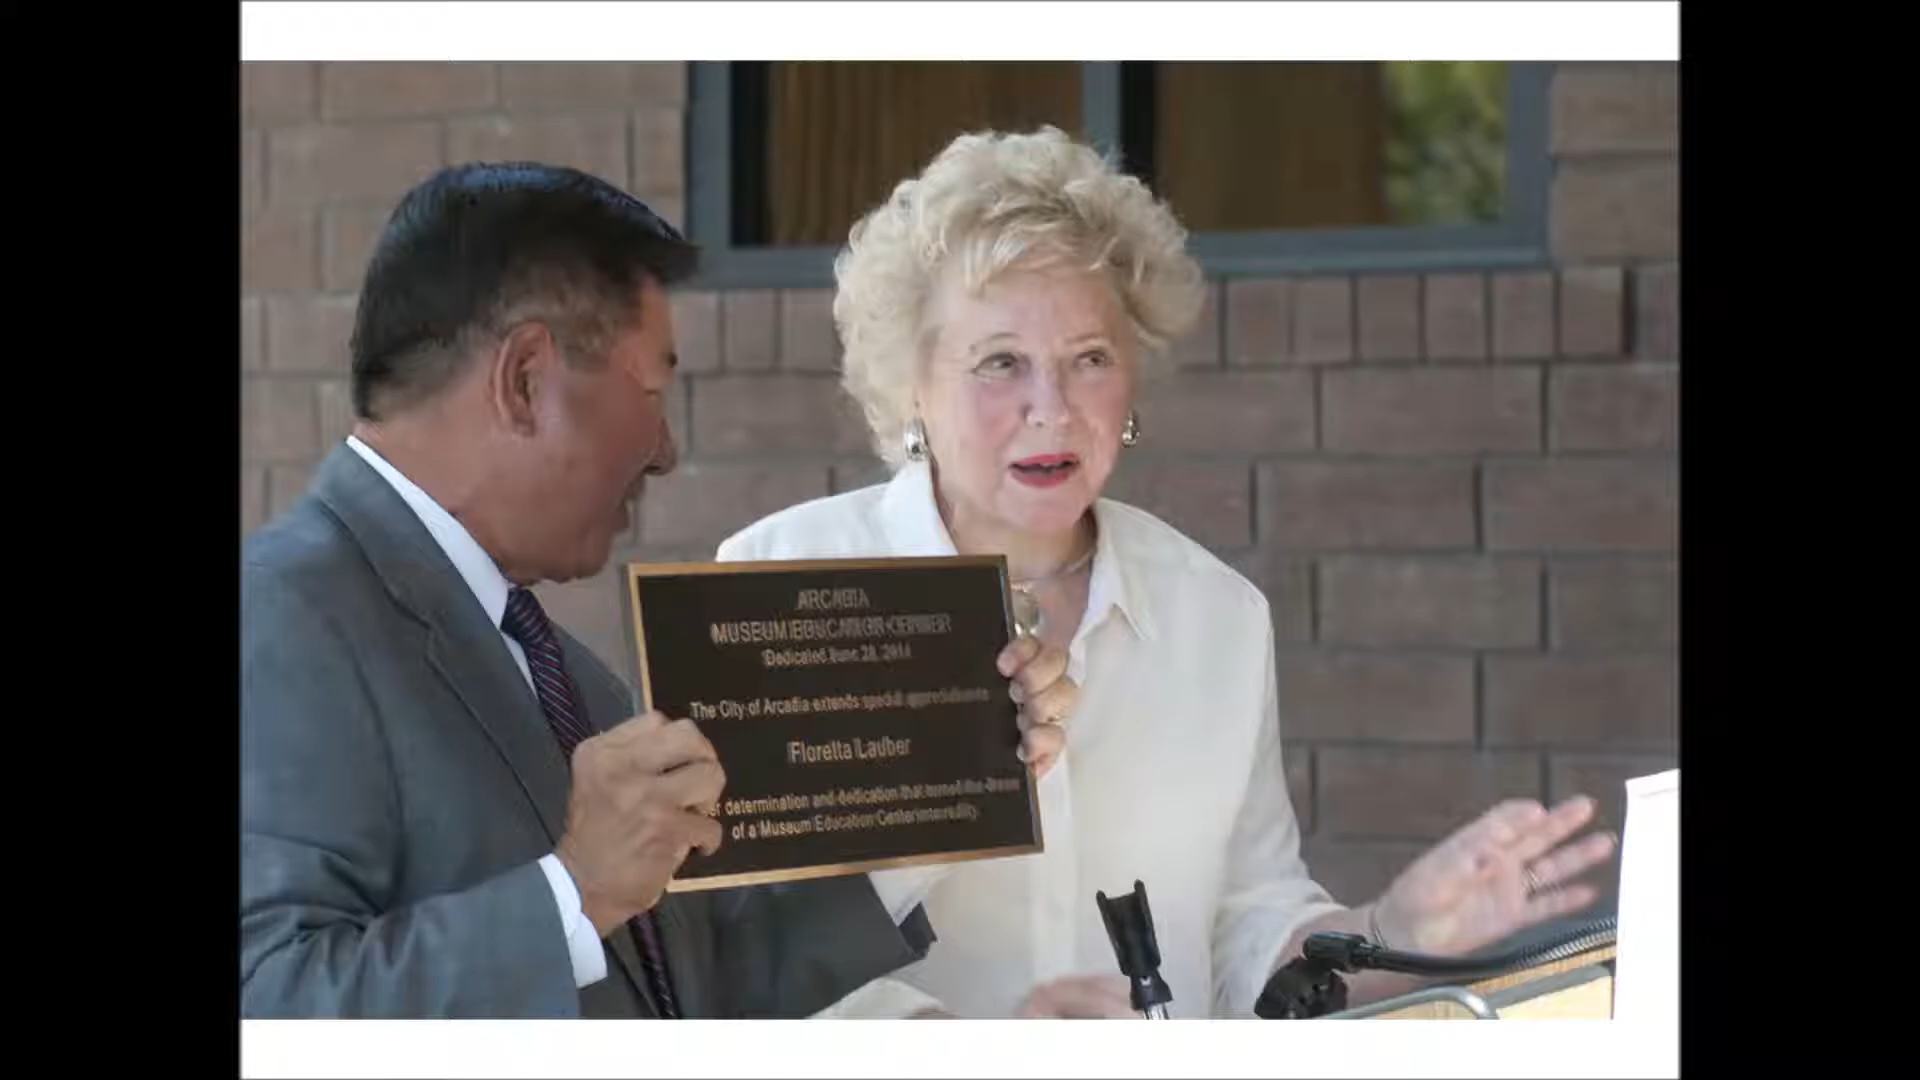 ARCADIA
MUSEUM EDUCATION CENTER
Dedicated June 28, 2014
The City of Arcadia extends special appreciation to
Floretta Lauber
determination and dedication that turned the dream
of a Museum Education Center into reality.